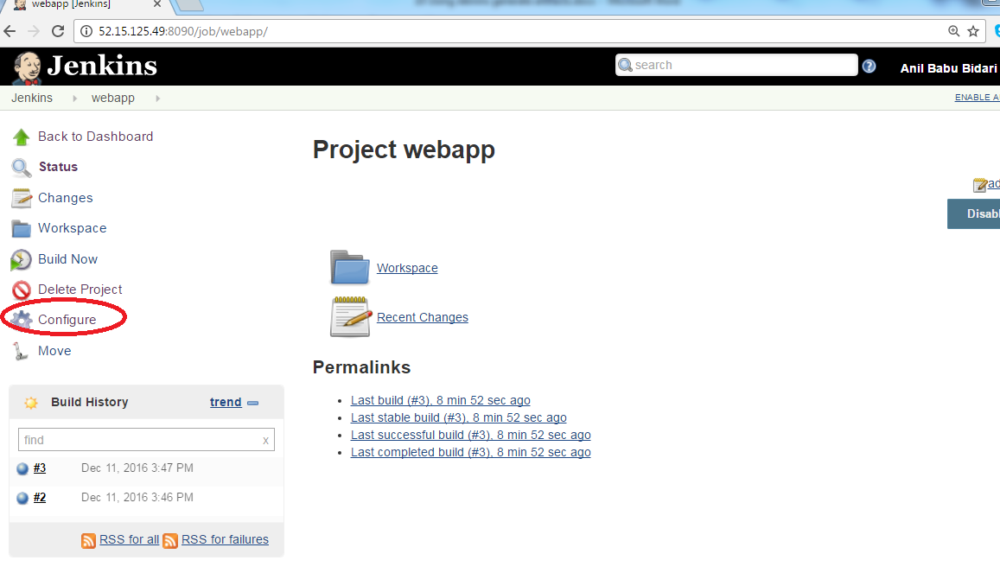 webapp [Jenkins]
52.15.125.49:8090/job/webapp/
Jenkins
search
Anil Babu Bidari
Jenkins
webapp
ENABLE
Back to Dashboard
Status
Changes
Workspace
Build Now
Delete Project
Configure
Move
Project webapp
Workspace
Recent Changes
Permalinks
Last build (#3), 8 min 52 sec ago
Last stable build (#3), 8 min 52 sec ago
Last successful build (#3), 8 min 52 sec ago
Last completed build (#3), 8 min 52 sec ago
Build History
trend
find
x
#3 Dec 11, 2016 3:47 PM
#2 Dec 11, 2016 3:46 PM
RSS for all RSS for failures